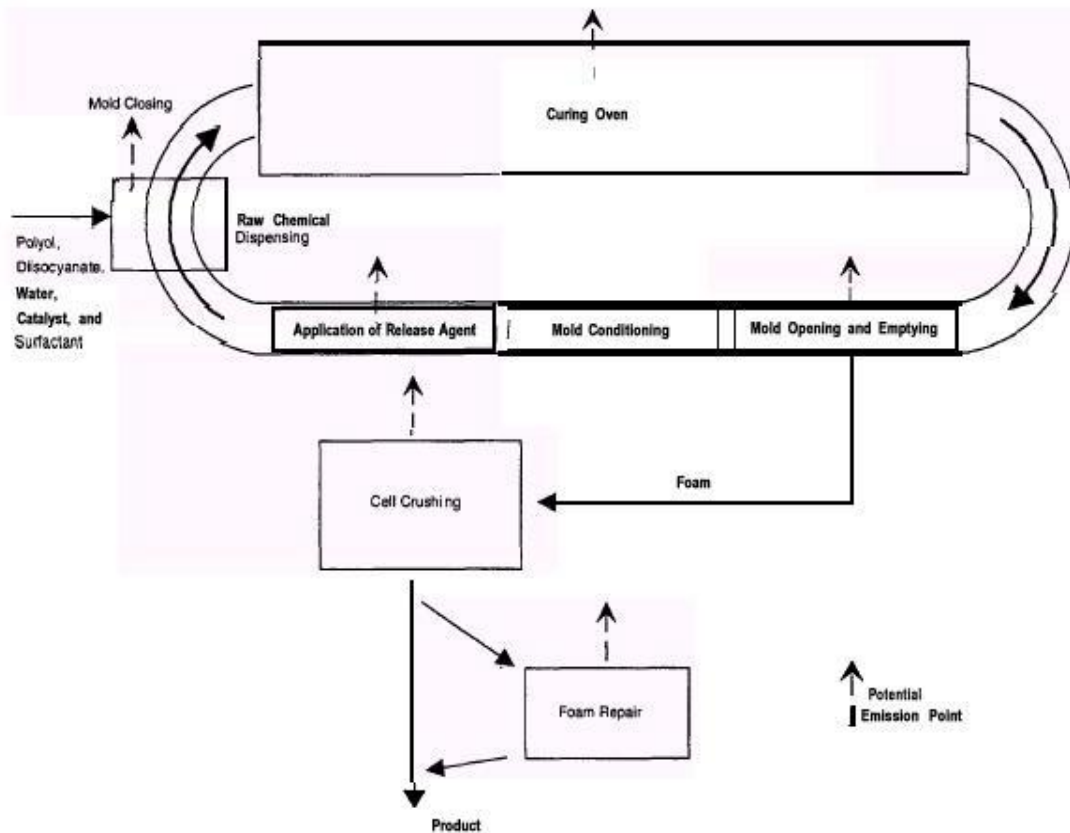 Curing Oven
Mold Closing
Raw Chemical
Dispensing
Polyol,
Diisocyanate.
Water,
Catalyst, and
Surfactant
Application of Release Agent
Mold Conditioning
Mold Opening and Emptying
Foam
Cell Crushing
Foam Repair
Potential
Emission Point
Product